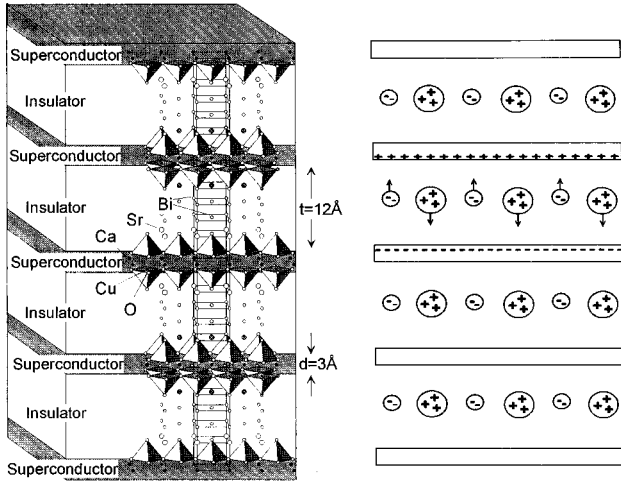 Superconductor
Insulator
Superconductor
Insulator
Bi
Sr
t=12Å
Ca
Superconductor
Cu
O
Insulator
Superconductor
d=3Å
Insulator
Superconductor